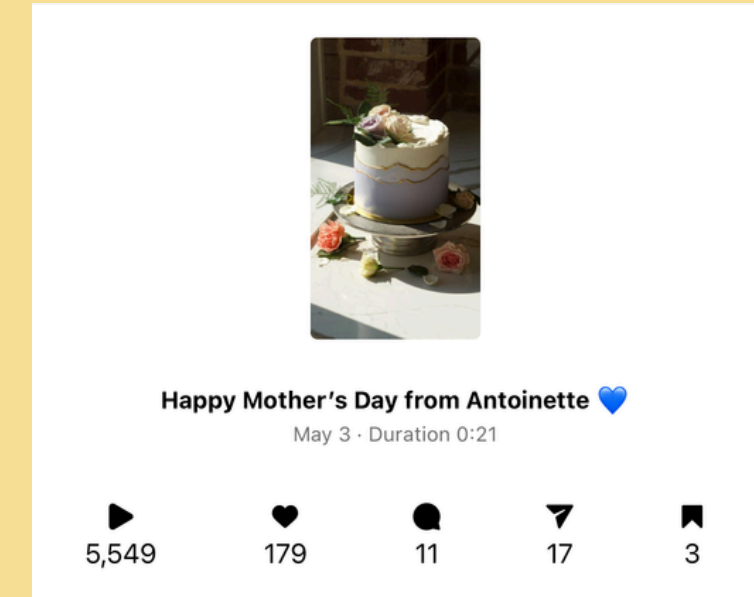 Happy Mother’s Day from Antoinette 💙
May 3 · Duration 0:21
5,549 179 11 17 3